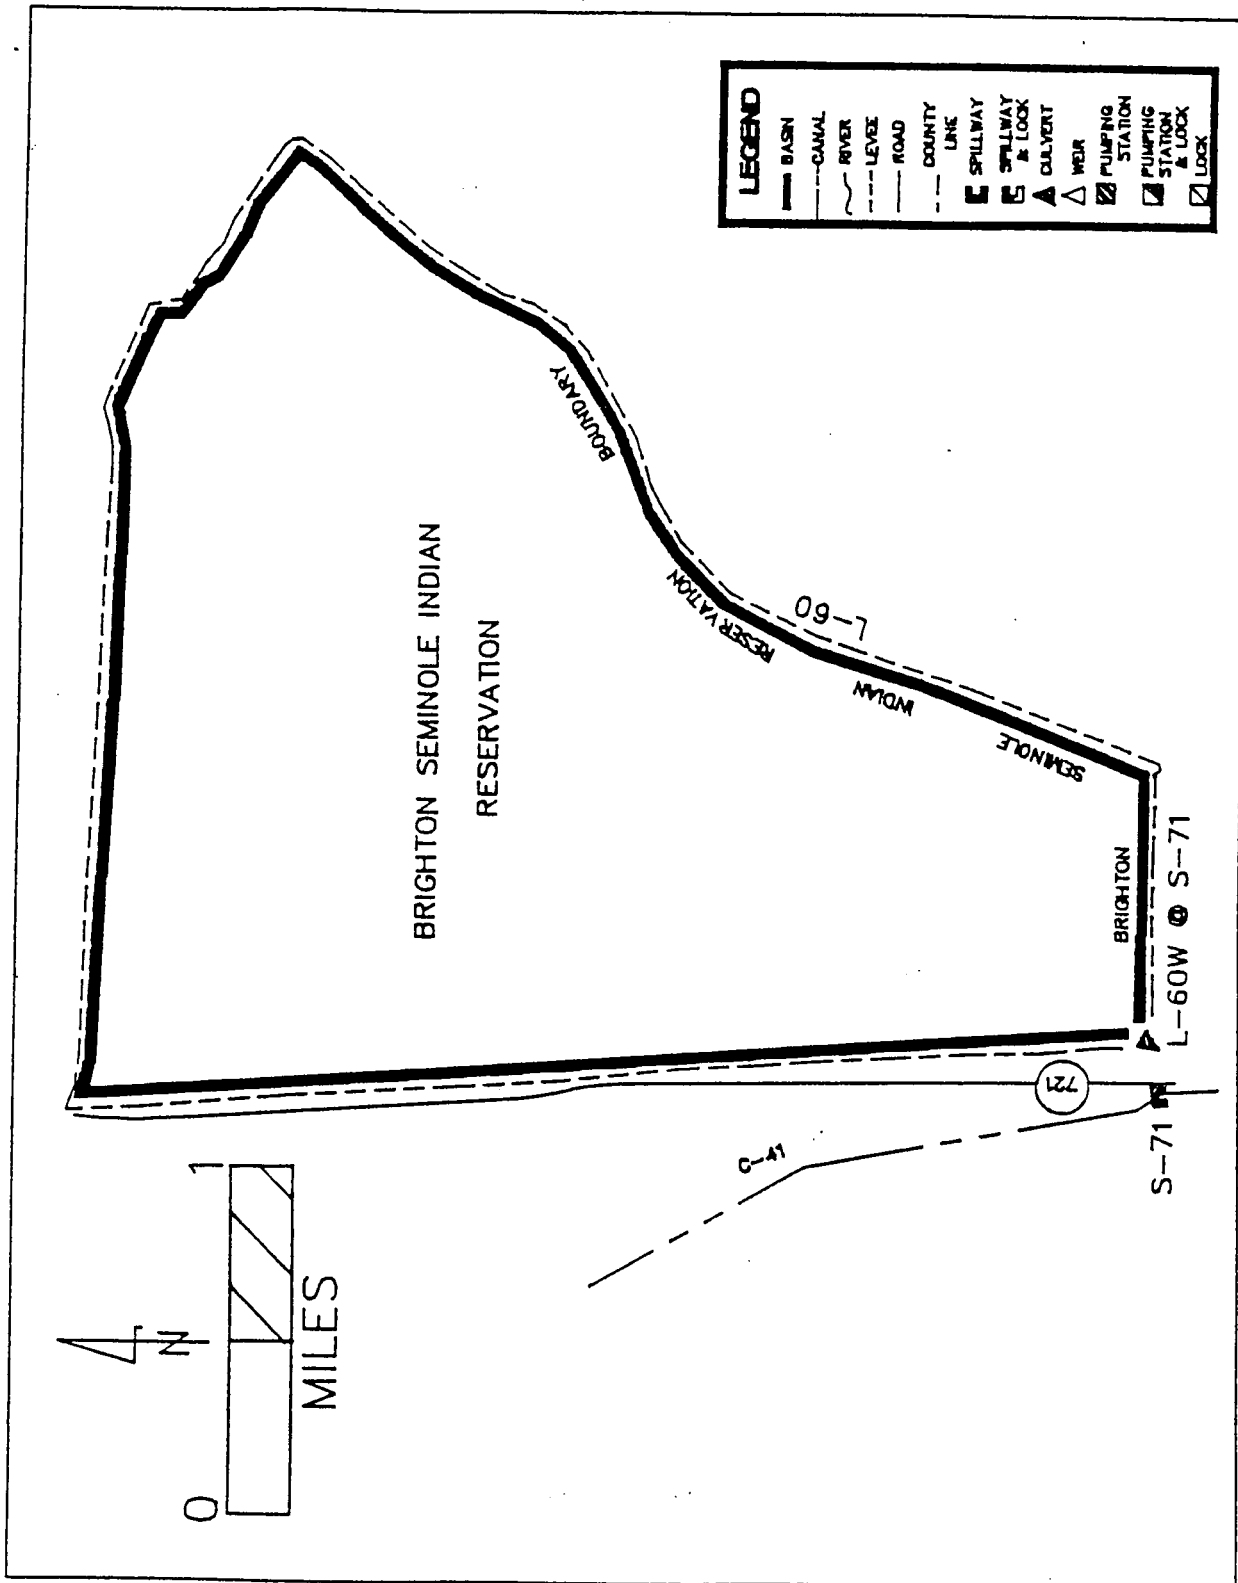 BRIGHTON SEMINOLE INDIAN
RESERVATION
BOUNDARY
RESERVATION
INDIAN
SEMINOLE
BRIGHTON
L-60
L-60W @ S-71
S-71
721
C-41
N
0 1
MILES
LEGEND
BASIN
CANAL
RIVER
LEVEE
ROAD
COUNTY
LINE
SPILLWAY
SPILLWAY
& LOCK
CULVERT
WEIR
PUMPING
STATION
PUMPING
STATION
& LOCK
LOCK